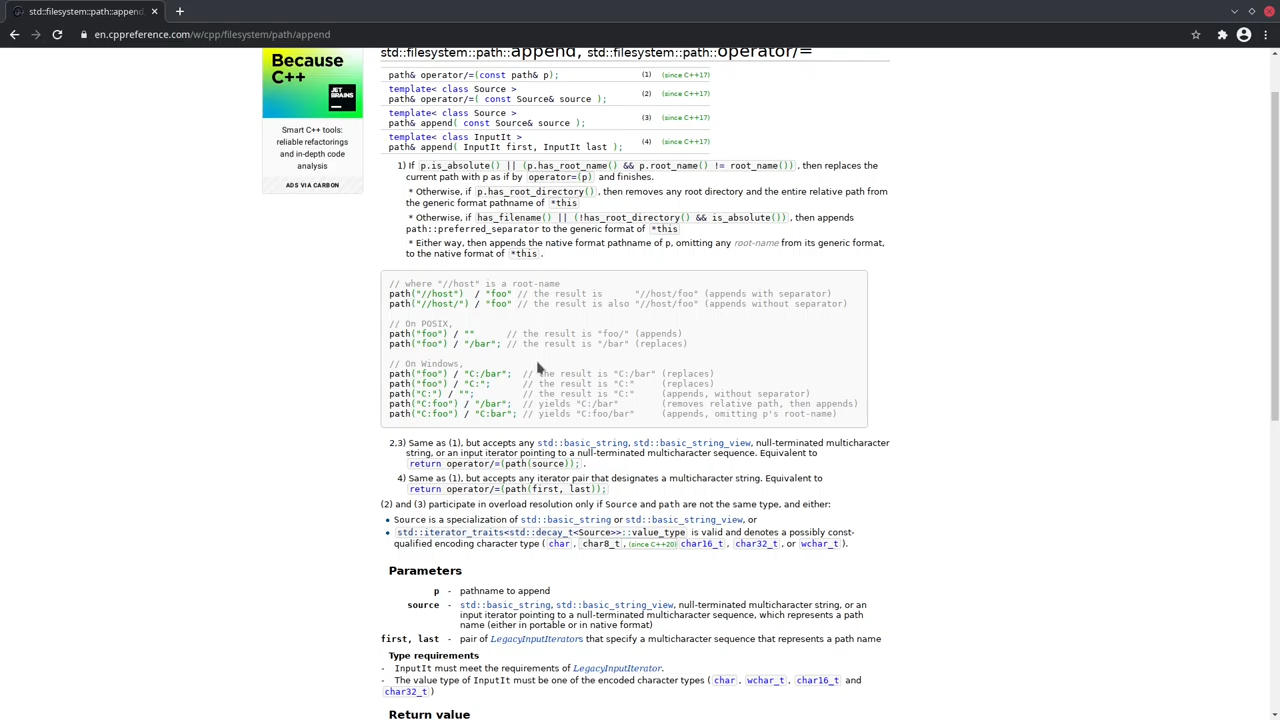 std::filesystem::path::append
en.cppreference.com/w/cpp/filesystem/path/append
Because
C++
JET
BRAINS
Smart C++ tools:
reliable refactorings
and in-depth code
analysis
ADS VIA CARBON
std::filesystem::path::append, std::filesystem::path::operator/=
path& operator/=(const path& p); (1) (since C++17)
template< class Source >
path& operator/=( const Source& source ); (2) (since C++17)
template< class Source >
path& append( const Source& source ); (3) (since C++17)
template< class InputIt >
path& append( InputIt first, InputIt last ); (4) (since C++17)
1) If p.is_absolute() || (p.has_root_name() && p.root_name() != root_name()), then replaces the
current path with p as if by operator=(p) and finishes.
* Otherwise, if p.has_root_directory(), then removes any root directory and the entire relative path from
the generic format pathname of *this
* Otherwise, if has_filename() || (!has_root_directory() && is_absolute()), then appends
path::preferred_separator to the generic format of *this
* Either way, then appends the native format pathname of p, omitting any root-name from its generic format,
to the native format of *this.
// where "//host" is a root-name
path("//host")  / "foo" // the result is      "//host/foo" (appends with separator)
path("//host/") / "foo" // the result is also "//host/foo" (appends without separator)
// On POSIX,
path("foo") / ""      // the result is "foo/" (appends)
path("foo") / "/bar"; // the result is "/bar" (replaces)
// On Windows,
path("foo") / "C:/bar";  // the result is "C:/bar" (replaces)
path("foo") / "C:";      // the result is "C:"     (replaces)
path("C:") / "";         // the result is "C:"     (appends, without separator)
path("C:foo") / "/bar";  // yields "C:/bar"        (removes relative path, then appends)
path("C:foo") / "C:bar"; // yields "C:foo/bar"     (appends, omitting p's root-name)
2,3) Same as (1), but accepts any std::basic_string, std::basic_string_view, null-terminated multicharacter
string, or an input iterator pointing to a null-terminated multicharacter sequence. Equivalent to
return operator/=(path(source)); .
4) Same as (1), but accepts any iterator pair that designates a multicharacter string. Equivalent to
return operator/=(path(first, last));
(2) and (3) participate in overload resolution only if Source and path are not the same type, and either:
• Source is a specialization of std::basic_string or std::basic_string_view, or
• std::iterator_traits<std::decay_t<Source>>::value_type is valid and denotes a possibly const-
qualified encoding character type ( char, char8_t, (since C++20) char16_t, char32_t, or wchar_t).
Parameters
p - pathname to append
source - std::basic_string, std::basic_string_view, null-terminated multicharacter string, or an
input iterator pointing to a null-terminated multicharacter sequence, which represents a path
name (either in portable or in native format)
first, last - pair of LegacyInputIterators that specify a multicharacter sequence that represents a path name
Type requirements
- InputIt must meet the requirements of LegacyInputIterator.
- The value type of InputIt must be one of the encoded character types ( char, wchar_t, char16_t and
char32_t)
Return value